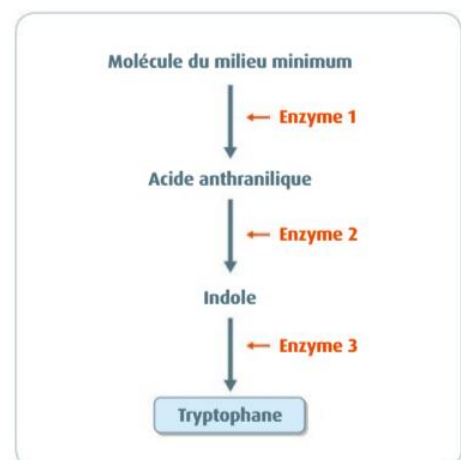 Molécule du milieu minimum
Enzyme 1
Acide anthranilique
Enzyme 2
Indole
Enzyme 3
Tryptophane